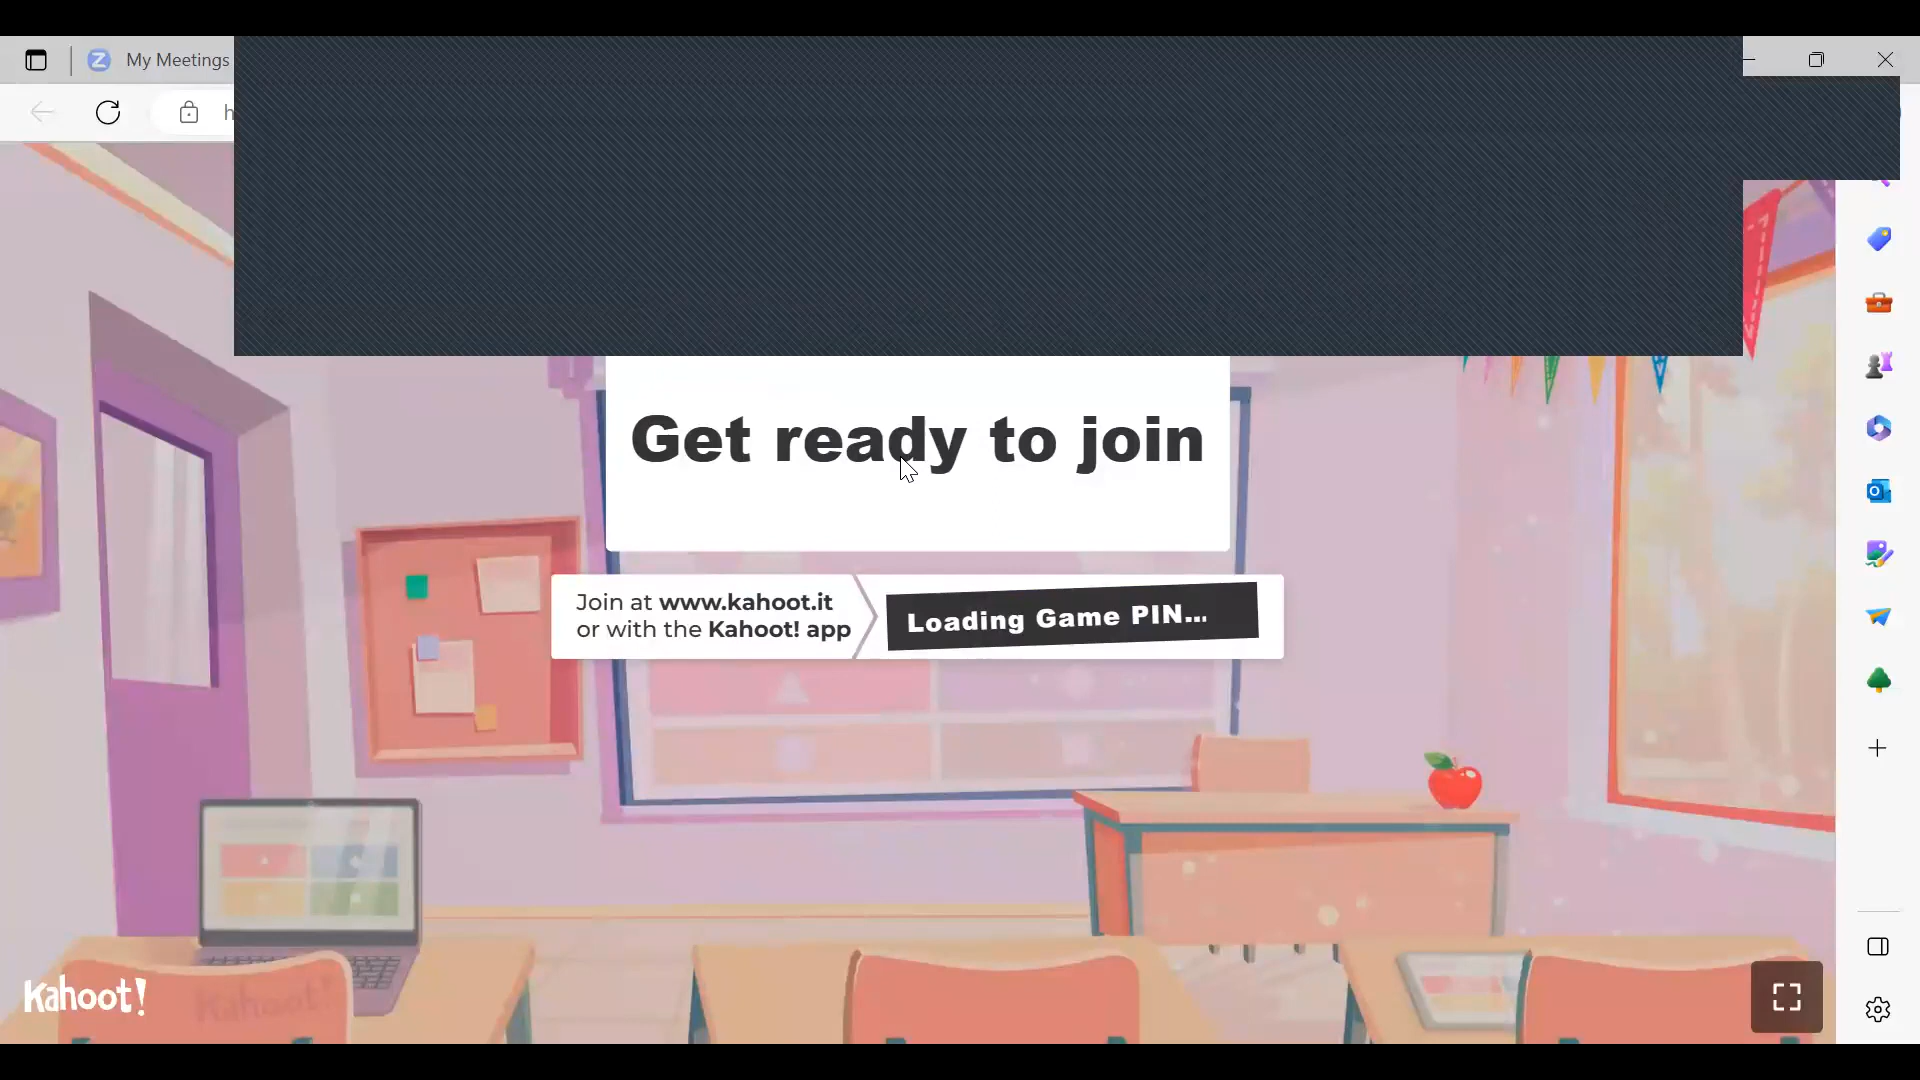 My Meetings
h
Get ready to join
Join at www.kahoot.it
or with the Kahoot! app
Loading Game PIN...
Kahoot!
Kahoot!